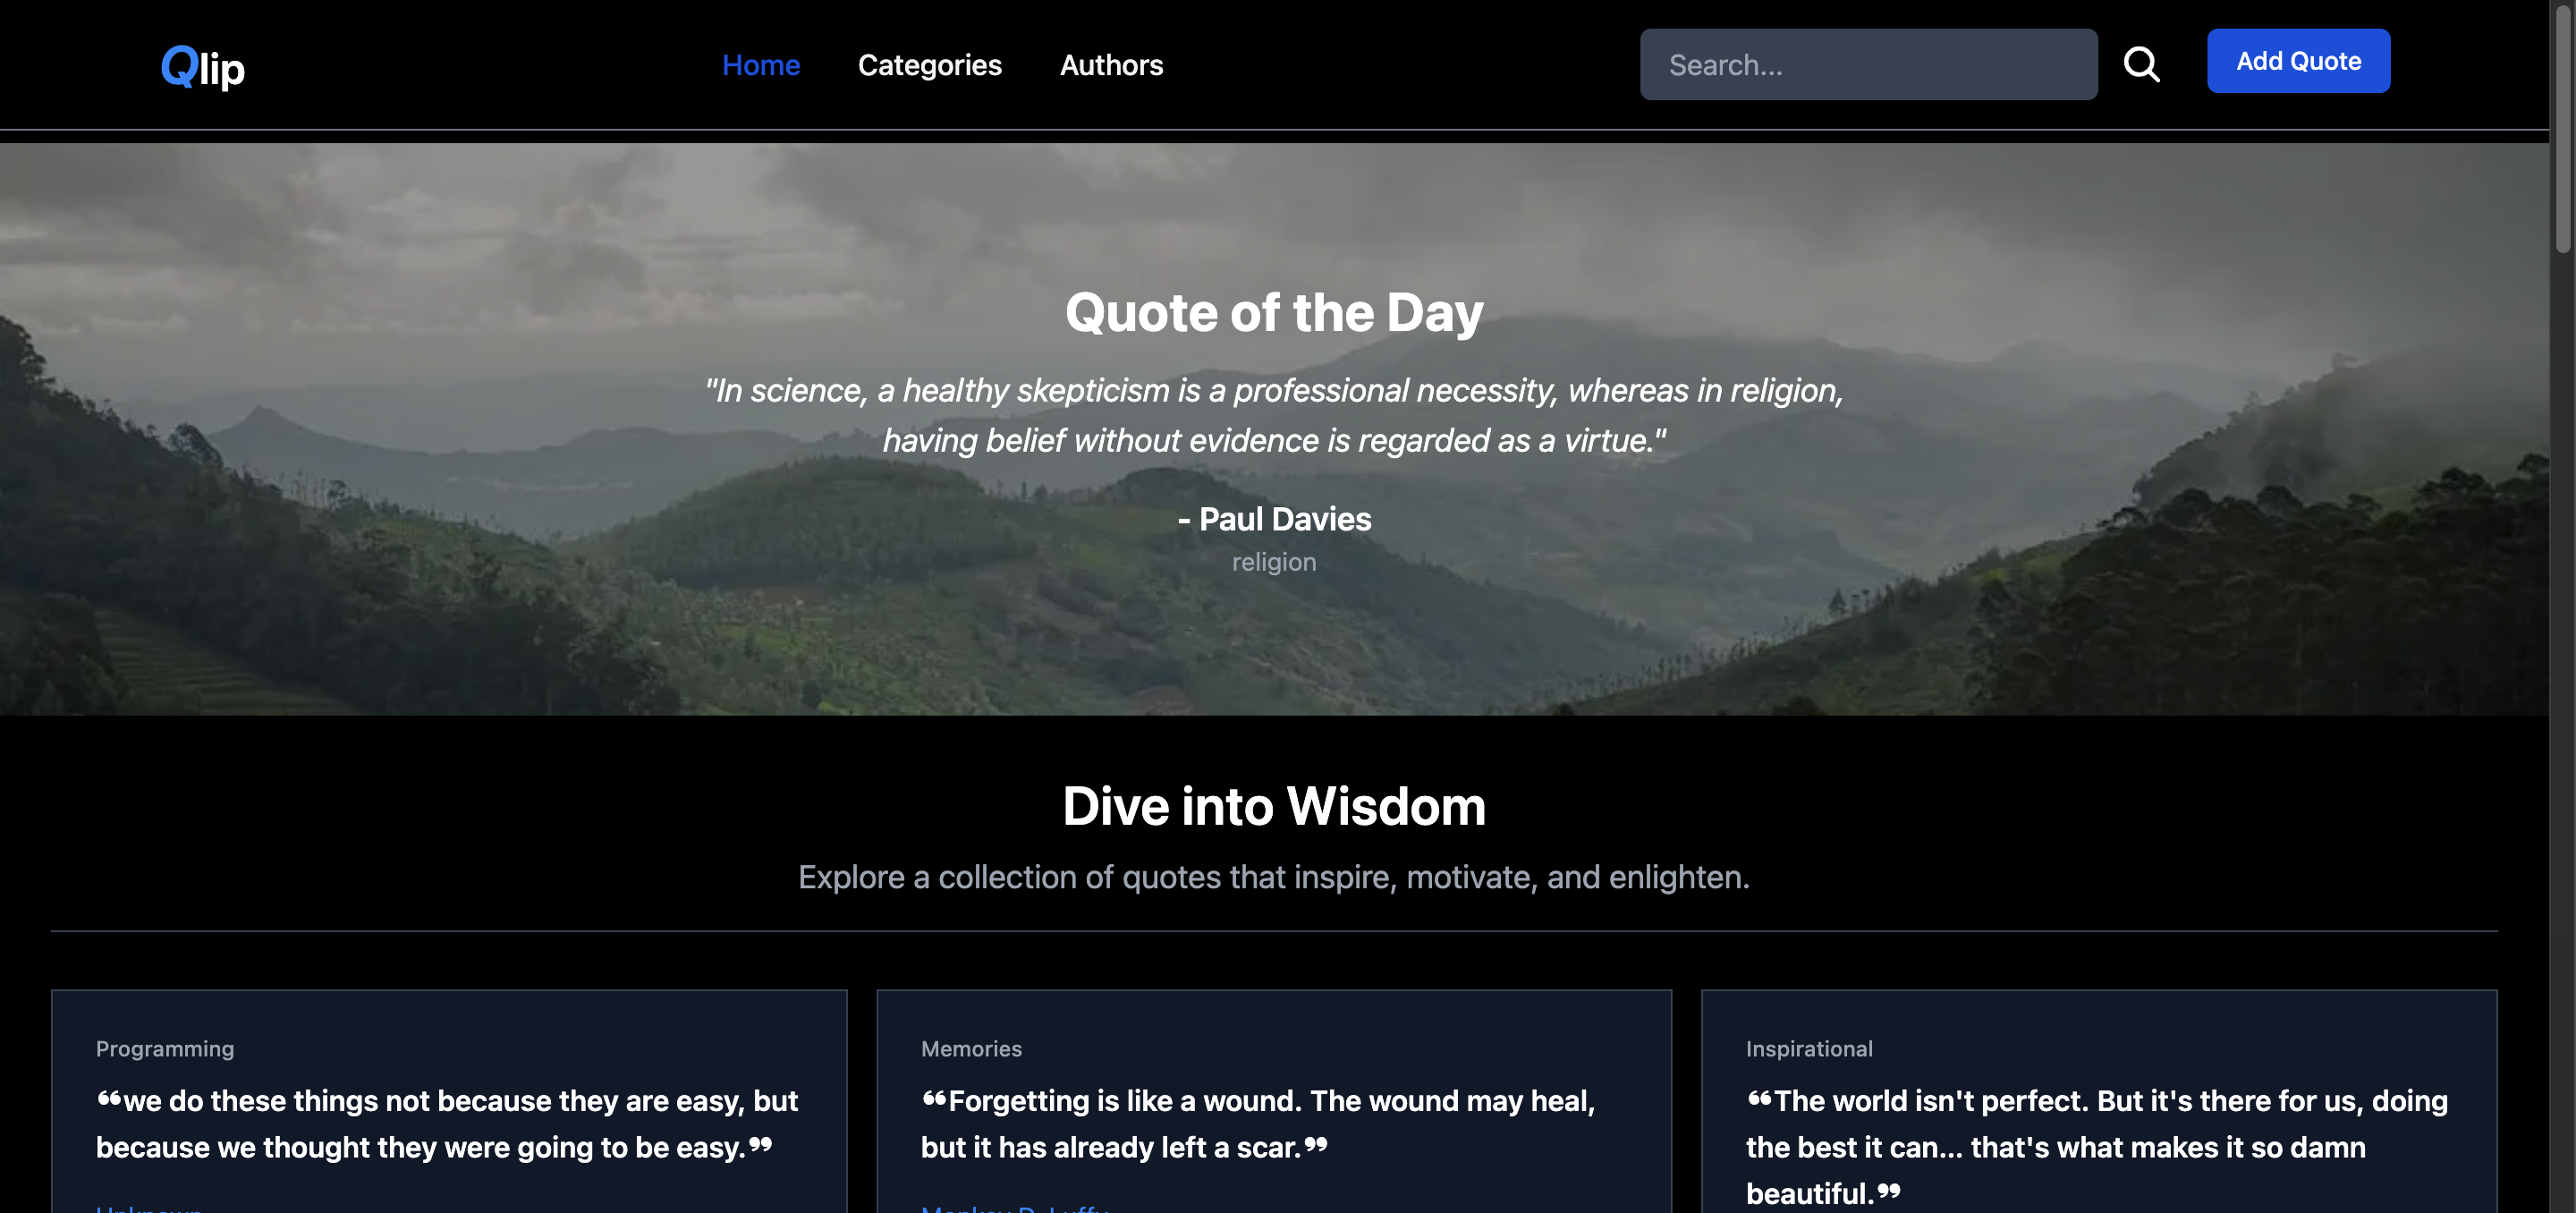 Qlip
Home
Categories
Authors
Search...
Add Quote
Quote of the Day
"In science, a healthy skepticism is a professional necessity, whereas in religion,
having belief without evidence is regarded as a virtue."
- Paul Davies
religion
Dive into Wisdom
Explore a collection of quotes that inspire, motivate, and enlighten.
Programming
❝we do these things not because they are easy, but
because we thought they were going to be easy.❞
Unknown
Memories
❝Forgetting is like a wound. The wound may heal,
but it has already left a scar.❞
Monkey D. Luffy
Inspirational
❝The world isn't perfect. But it's there for us, doing
the best it can... that's what makes it so damn
beautiful.❞